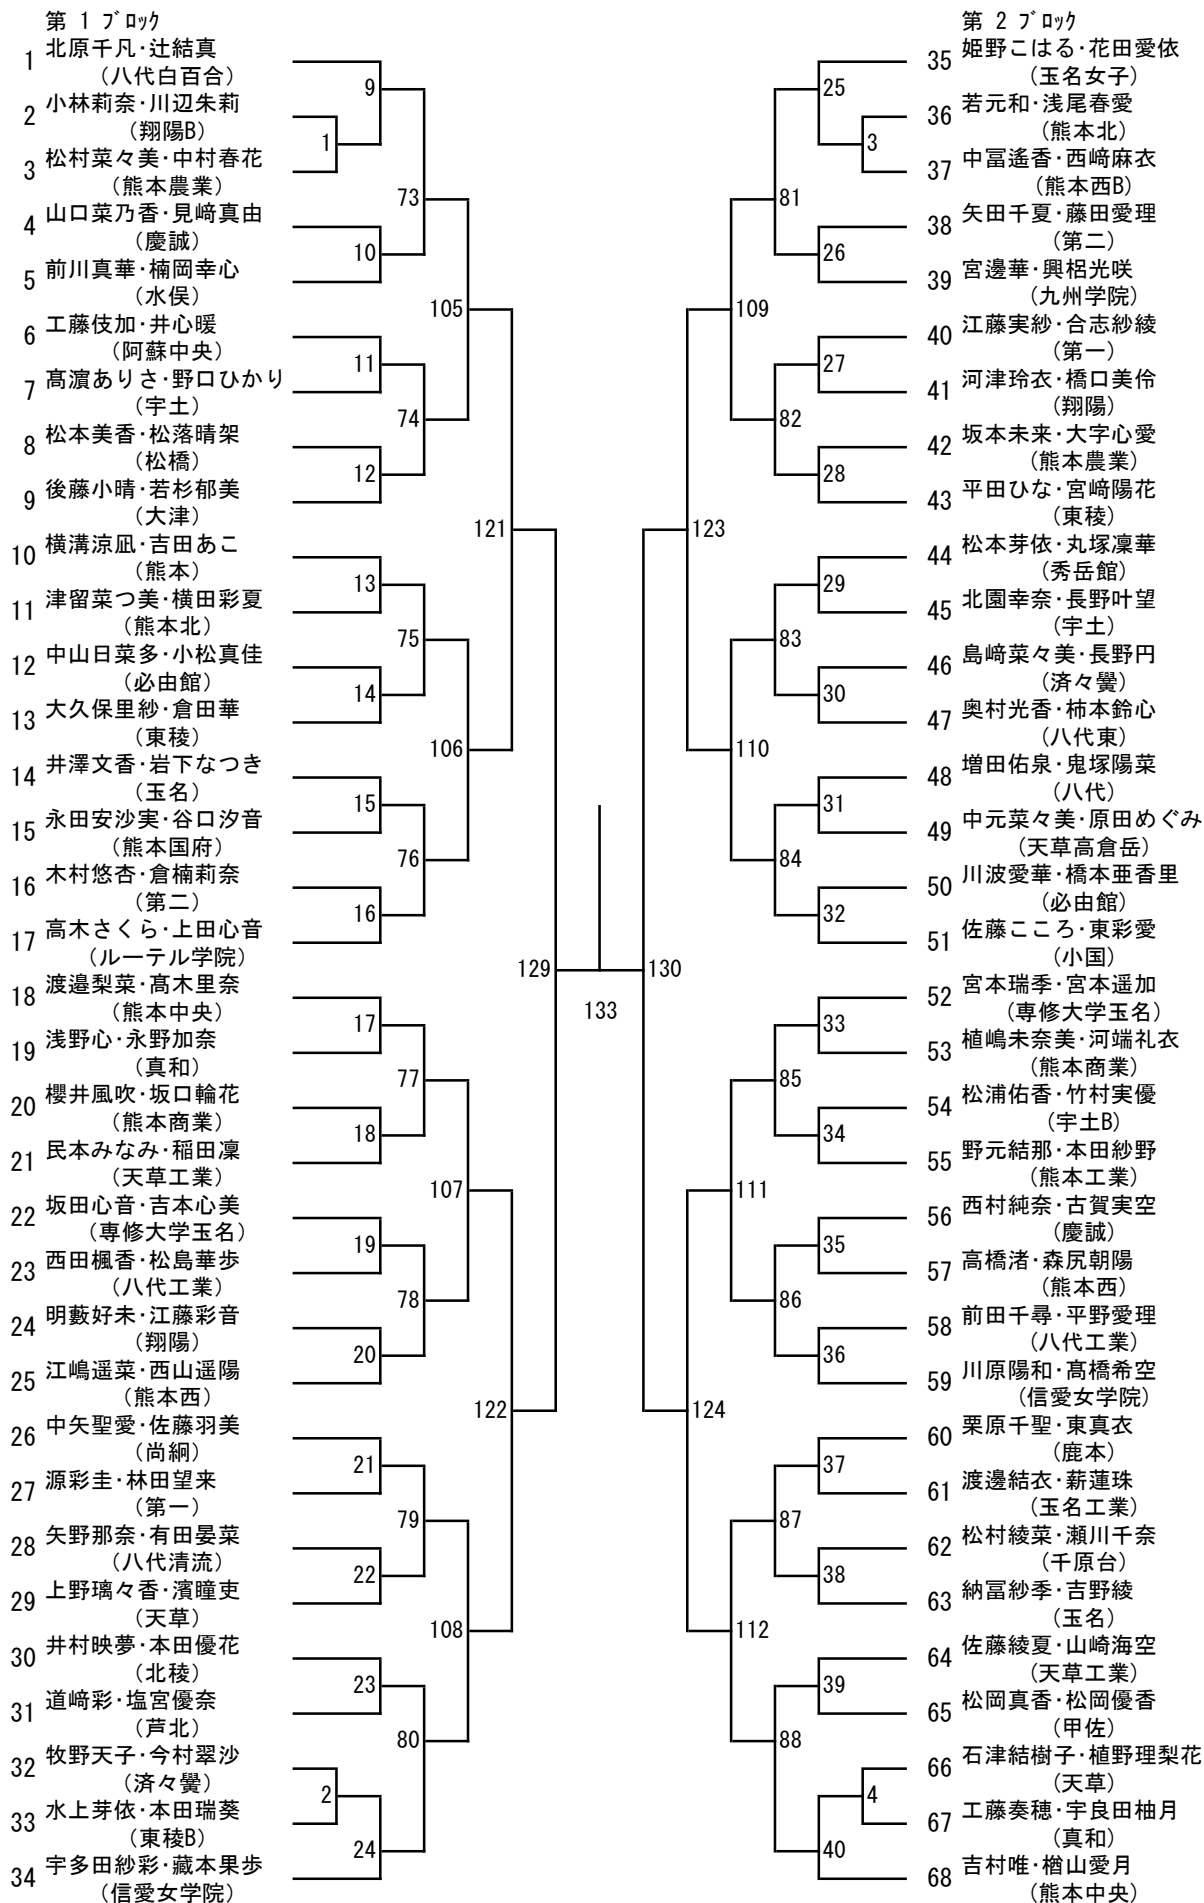 第 1 ブロック
1 北原千凡・辻結真
(八代白百合)
2 小林莉奈・川辺朱莉
(翔陽B)
3 松村菜々美・中村春花
(熊本農業)
4 山口菜乃香・見﨑真由
(慶誠)
5 前川真華・楠岡幸心
(水俣)
6 工藤伎加・井心暖
(阿蘇中央)
7 髙濵ありさ・野口ひかり
(宇土)
8 松本美香・松落晴架
(松橋)
9 後藤小晴・若杉郁美
(大津)
10 横溝涼凪・吉田あこ
(熊本)
11 津留菜つ美・横田彩夏
(熊本北)
12 中山日菜多・小松真佳
(必由館)
13 大久保里紗・倉田華
(東稜)
14 井澤文香・岩下なつき
(玉名)
15 永田安沙実・谷口汐音
(熊本国府)
16 木村悠杏・倉楠莉奈
(第二)
17 高木さくら・上田心音
(ルーテル学院)
18 渡邉梨菜・髙木里奈
(熊本中央)
19 浅野心・永野加奈
(真和)
20 櫻井風吹・坂口輪花
(熊本商業)
21 民本みなみ・稲田凜
(天草工業)
22 坂田心音・吉本心美
(専修大学玉名)
23 西田楓香・松島華歩
(八代工業)
24 明藪好未・江藤彩音
(翔陽)
25 江嶋遥菜・西山遥陽
(熊本西)
26 中矢聖愛・佐藤羽美
(尚絅)
27 源彩圭・林田望来
(第一)
28 矢野那奈・有田晏菜
(八代清流)
29 上野璃々香・濱瞳吏
(天草)
30 井村映夢・本田優花
(北稜)
31 道﨑彩・塩宮優奈
(芦北)
32 牧野天子・今村翠沙
(済々黌)
33 水上芽依・本田瑞葵
(東稜B)
34 宇多田紗彩・藏本果歩
(信愛女学院)
9
1
73
10
105
11
74
12
121
13
75
14
106
15
76
16
129
17
77
18
107
19
78
20
122
21
79
22
108
23
80
2
24
133
第 2 ブロック
35 姫野こはる・花田愛依
(玉名女子)
36 若元和・浅尾春愛
(熊本北)
37 中冨遙香・西﨑麻衣
(熊本西B)
38 矢田千夏・藤田愛理
(第二)
39 宮邊華・興梠光咲
(九州学院)
40 江藤実紗・合志紗綾
(第一)
41 河津玲衣・橋口美伶
(翔陽)
42 坂本未来・大字心愛
(熊本農業)
43 平田ひな・宮﨑陽花
(東稜)
44 松本芽依・丸塚凜華
(秀岳館)
45 北園幸奈・長野叶望
(宇土)
46 島﨑菜々美・長野円
(済々黌)
47 奥村光香・柿本鈴心
(八代東)
48 増田佑泉・鬼塚陽菜
(八代)
49 中元菜々美・原田めぐみ
(天草高倉岳)
50 川波愛華・橋本亜香里
(必由館)
51 佐藤こころ・東彩愛
(小国)
52 宮本瑞季・宮本遥加
(専修大学玉名)
53 植嶋未奈美・河端礼衣
(熊本商業)
54 松浦佑香・竹村実優
(宇土B)
55 野元結那・本田紗野
(熊本工業)
56 西村純奈・古賀実空
(慶誠)
57 高橋渚・森尻朝陽
(熊本西)
58 前田千尋・平野愛理
(八代工業)
59 川原陽和・髙橋希空
(信愛女学院)
60 栗原千聖・東真衣
(鹿本)
61 渡邊結衣・薪蓮珠
(玉名工業)
62 松村綾菜・瀬川千奈
(千原台)
63 納冨紗季・吉野綾
(玉名)
64 佐藤綾夏・山崎海空
(天草工業)
65 松岡真香・松岡優香
(甲佐)
66 石津結樹子・植野理梨花
(天草)
67 工藤奏穂・宇良田柚月
(真和)
68 吉村唯・楢山愛月
(熊本中央)
25
3
81
26
109
27
82
28
123
29
83
30
110
31
84
32
130
33
85
34
111
35
86
36
124
37
87
38
112
39
88
4
40